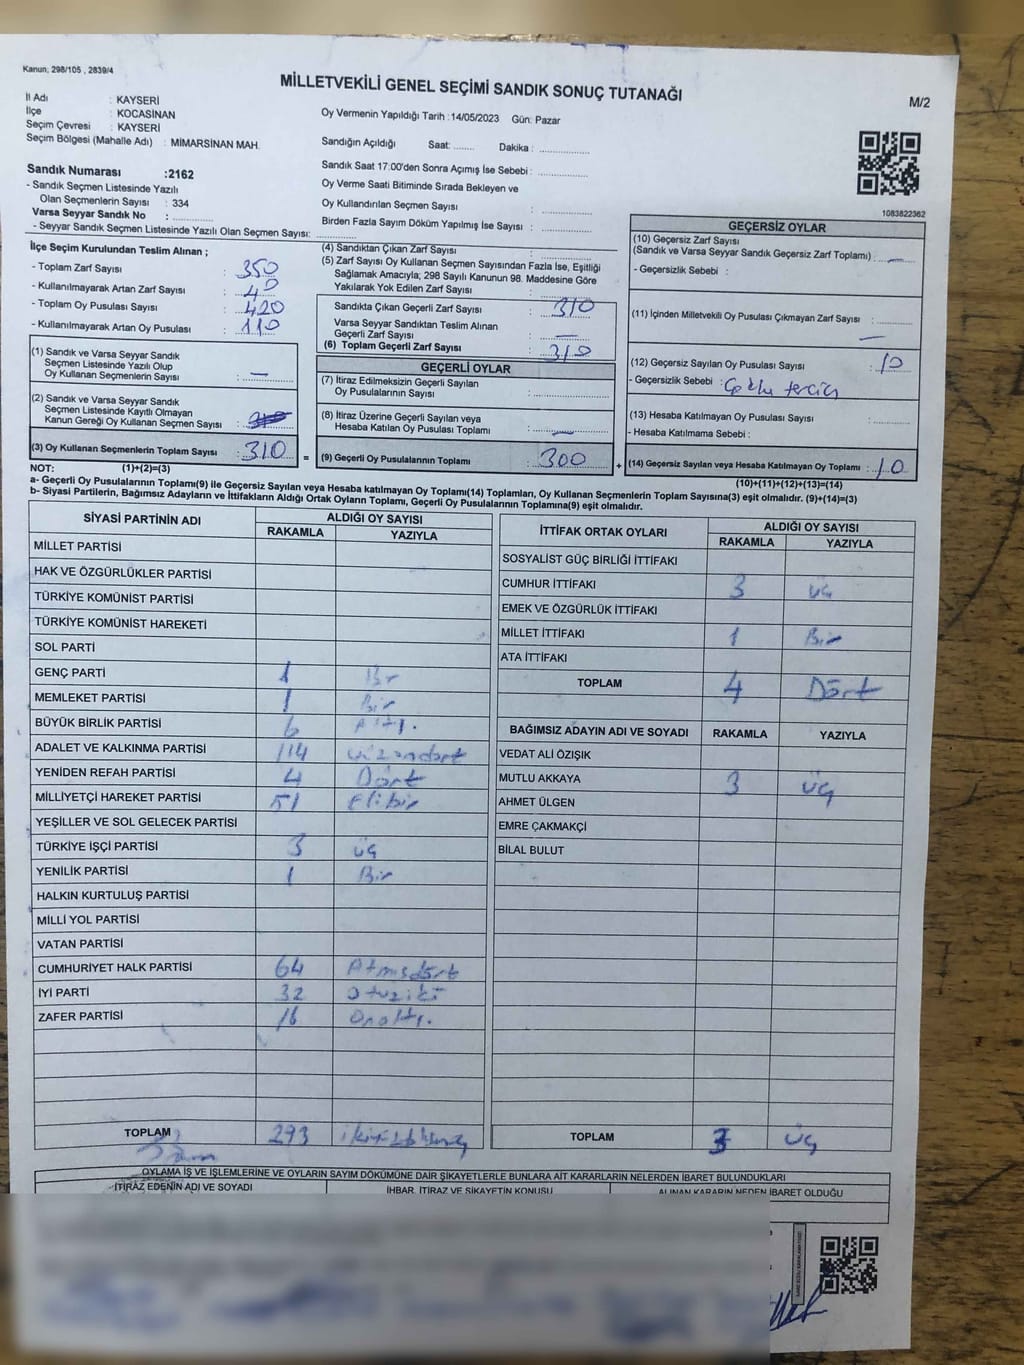 Kanun; 298/105 , 2839/4
MİLLETVEKİLİ GENEL SEÇİMİ SANDIK SONUÇ TUTANAĞI
M/2
İl Adı : KAYSERİ
İlçe : KOCASİNAN
Seçim Çevresi : KAYSERİ
Seçim Bölgesi (Mahalle Adı) : MİMARSİNAN MAH.
Oy Vermenin Yapıldığı Tarih :14/05/2023 Gün: Pazar
Sandığın Açıldığı Saat: ........ Dakika : ..............
Sandık Saat 17:00'den Sonra Açımış İse Sebebi : ..............
Oy Verme Saati Bitiminde Sırada Bekleyen ve
Oy Kullandırılan Seçmen Sayısı : ..............
Birden Fazla Sayım Döküm Yapılmış İse Sayısı : ..............
Sandık Numarası :2162
- Sandık Seçmen Listesinde Yazılı
Olan Seçmenlerin Sayısı : 334
Varsa Seyyar Sandık No : ..............
- Seyyar Sandık Seçmen Listesinde Yazılı Olan Seçmen Sayısı: ..............
1083822362
İlçe Seçim Kurulundan Teslim Alınan ;
- Toplam Zarf Sayısı : 350
- Kullanılmayarak Artan Zarf Sayısı : 40
- Toplam Oy Pusulası Sayısı : 420
- Kullanılmayarak Artan Oy Pusulası : 110
(1) Sandık ve Varsa Seyyar Sandık
Seçmen Listesinde Yazılı Olup
Oy Kullanan Seçmenlerin Sayısı : —
(2) Sandık ve Varsa Seyyar Sandık
Seçmen Listesinde Kayıtlı Olmayan
Kanun Gereği Oy Kullanan Seçmen Sayısı :
(3) Oy Kullanan Seçmenlerin Toplam Sayısı : 310 =
(4) Sandıktan Çıkan Zarf Sayısı : ..............
(5) Zarf Sayısı Oy Kullanan Seçmen Sayısından Fazla İse, Eşitliği
Sağlamak Amacıyla; 298 Sayılı Kanunun 98. Maddesine Göre
Yakılarak Yok Edilen Zarf Sayısı : ..............
Sandıkta Çıkan Geçerli Zarf Sayısı : 310
Varsa Seyyar Sandıktan Teslim Alınan
Geçerli Zarf Sayısı : —
(6) Toplam Geçerli Zarf Sayısı : 310
GEÇERLİ OYLAR
(7) İtiraz Edilmeksizin Geçerli Sayılan
Oy Pusulalarının Sayısı : ..............
(8) İtiraz Üzerine Geçerli Sayılan veya
Hesaba Katılan Oy Pusulası Toplamı : —
(9) Geçerli Oy Pusulalarının Toplamı : 300 +
GEÇERSİZ OYLAR
(10) Geçersiz Zarf Sayısı
(Sandık ve Varsa Seyyar Sandık Geçersiz Zarf Toplamı) : —
- Geçersizlik Sebebi :
(11) İçinden Milletvekili Oy Pusulası Çıkmayan Zarf Sayısı : ..............
—
(12) Geçersiz Sayılan Oy Pusulası Sayısı : 10
- Geçersizlik Sebebi : Çoklu tercih
(13) Hesaba Katılmayan Oy Pusulası Sayısı : ..............
- Hesaba Katılmama Sebebi :
(14) Geçersiz Sayılan veya Hesaba Katılmayan Oy Toplamı : 10
NOT: (1)+(2)=(3)
(10)+(11)+(12)+(13)=(14)
a- Geçerli Oy Pusulalarının Toplamı(9) ile Geçersiz Sayılan veya Hesaba katılmayan Oy Toplamı(14) Toplamları, Oy Kullanan Seçmenlerin Toplam Sayısına(3) eşit olmalıdır. (9)+(14)=(3)
b- Siyasi Partilerin, Bağımsız Adayların ve İttifakların Aldığı Ortak Oyların Toplamı, Geçerli Oy Pusulalarının Toplamına(9) eşit olmalıdır.
SİYASİ PARTİNİN ADI ALDIĞI OY SAYISI
RAKAMLA YAZIYLA
MİLLET PARTİSİ
HAK VE ÖZGÜRLÜKLER PARTİSİ
TÜRKİYE KOMÜNİST PARTİSİ
TÜRKİYE KOMÜNİST HAREKETİ
SOL PARTİ
GENÇ PARTİ 1 Bir
MEMLEKET PARTİSİ 1 Bir
BÜYÜK BİRLİK PARTİSİ 6 Altı.
ADALET VE KALKINMA PARTİSİ 114 yüzondört
YENİDEN REFAH PARTİSİ 4 Dört
MİLLİYETÇİ HAREKET PARTİSİ 51 Elibir
YEŞİLLER VE SOL GELECEK PARTİSİ
TÜRKİYE İŞÇİ PARTİSİ 3 üç
YENİLİK PARTİSİ 1 Bir
HALKIN KURTULUŞ PARTİSİ
MİLLİ YOL PARTİSİ
VATAN PARTİSİ
CUMHURİYET HALK PARTİSİ 64 Atmışdört
İYİ PARTİ 32 Otuziki
ZAFER PARTİSİ 16 Onaltı.
TOPLAM 293
İTTİFAK ORTAK OYLARI ALDIĞI OY SAYISI
RAKAMLA YAZIYLA
SOSYALİST GÜÇ BİRLİĞİ İTTİFAKI
CUMHUR İTTİFAKI 3 üç
EMEK VE ÖZGÜRLÜK İTTİFAKI
MİLLET İTTİFAKI 1 Bir
ATA İTTİFAKI
TOPLAM 4 Dört
BAĞIMSIZ ADAYIN ADI VE SOYADI RAKAMLA YAZIYLA
VEDAT ALİ ÖZIŞIK
MUTLU AKKAYA 3 üç
AHMET ÜLGEN
EMRE ÇAKMAKÇİ
BİLAL BULUT
TOPLAM 3 üç
OYLAMA İŞ VE İŞLEMLERİNE VE OYLARIN SAYIM DÖKÜMÜNE DAİR ŞİKAYETLERLE BUNLARA AİT KARARLARIN NELERDEN İBARET BULUNDUKLARI
İTİRAZ EDENİN ADI VE SOYADI İHBAR, İTİRAZ VE ŞİKAYETİN KONUSU ALINAN KARARIN NEDEN İBARET OLDUĞU